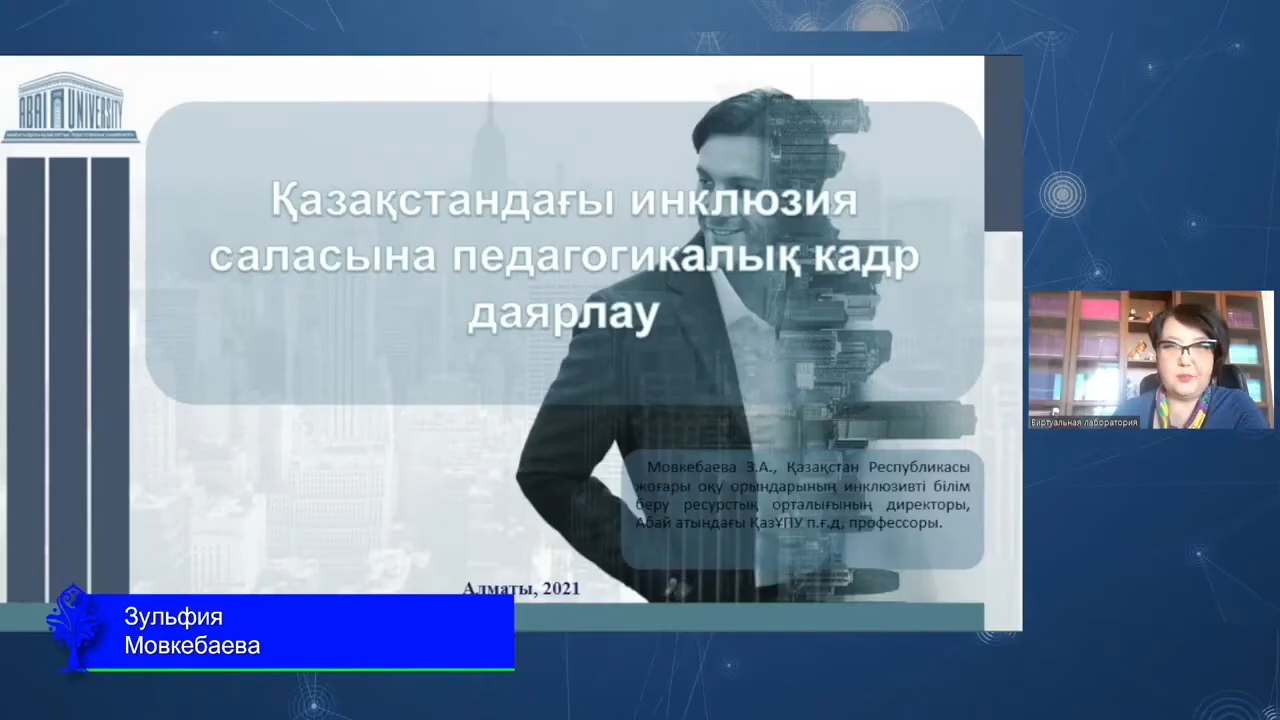 ABAI UNIVERSITY
Қазақстандағы инклюзия
саласына педагогикалық кадр
даярлау
Мовкебаева З.А., Қазақстан Республикасы
жоғары оқу орындарының инклюзивті білім
беру ресурстық орталығының директоры,
Абай атындағы ҚазҰПУ п.ғ.д, профессоры.
Виртуальная лаборатория
Алматы, 2021
Зульфия
Мовкебаева